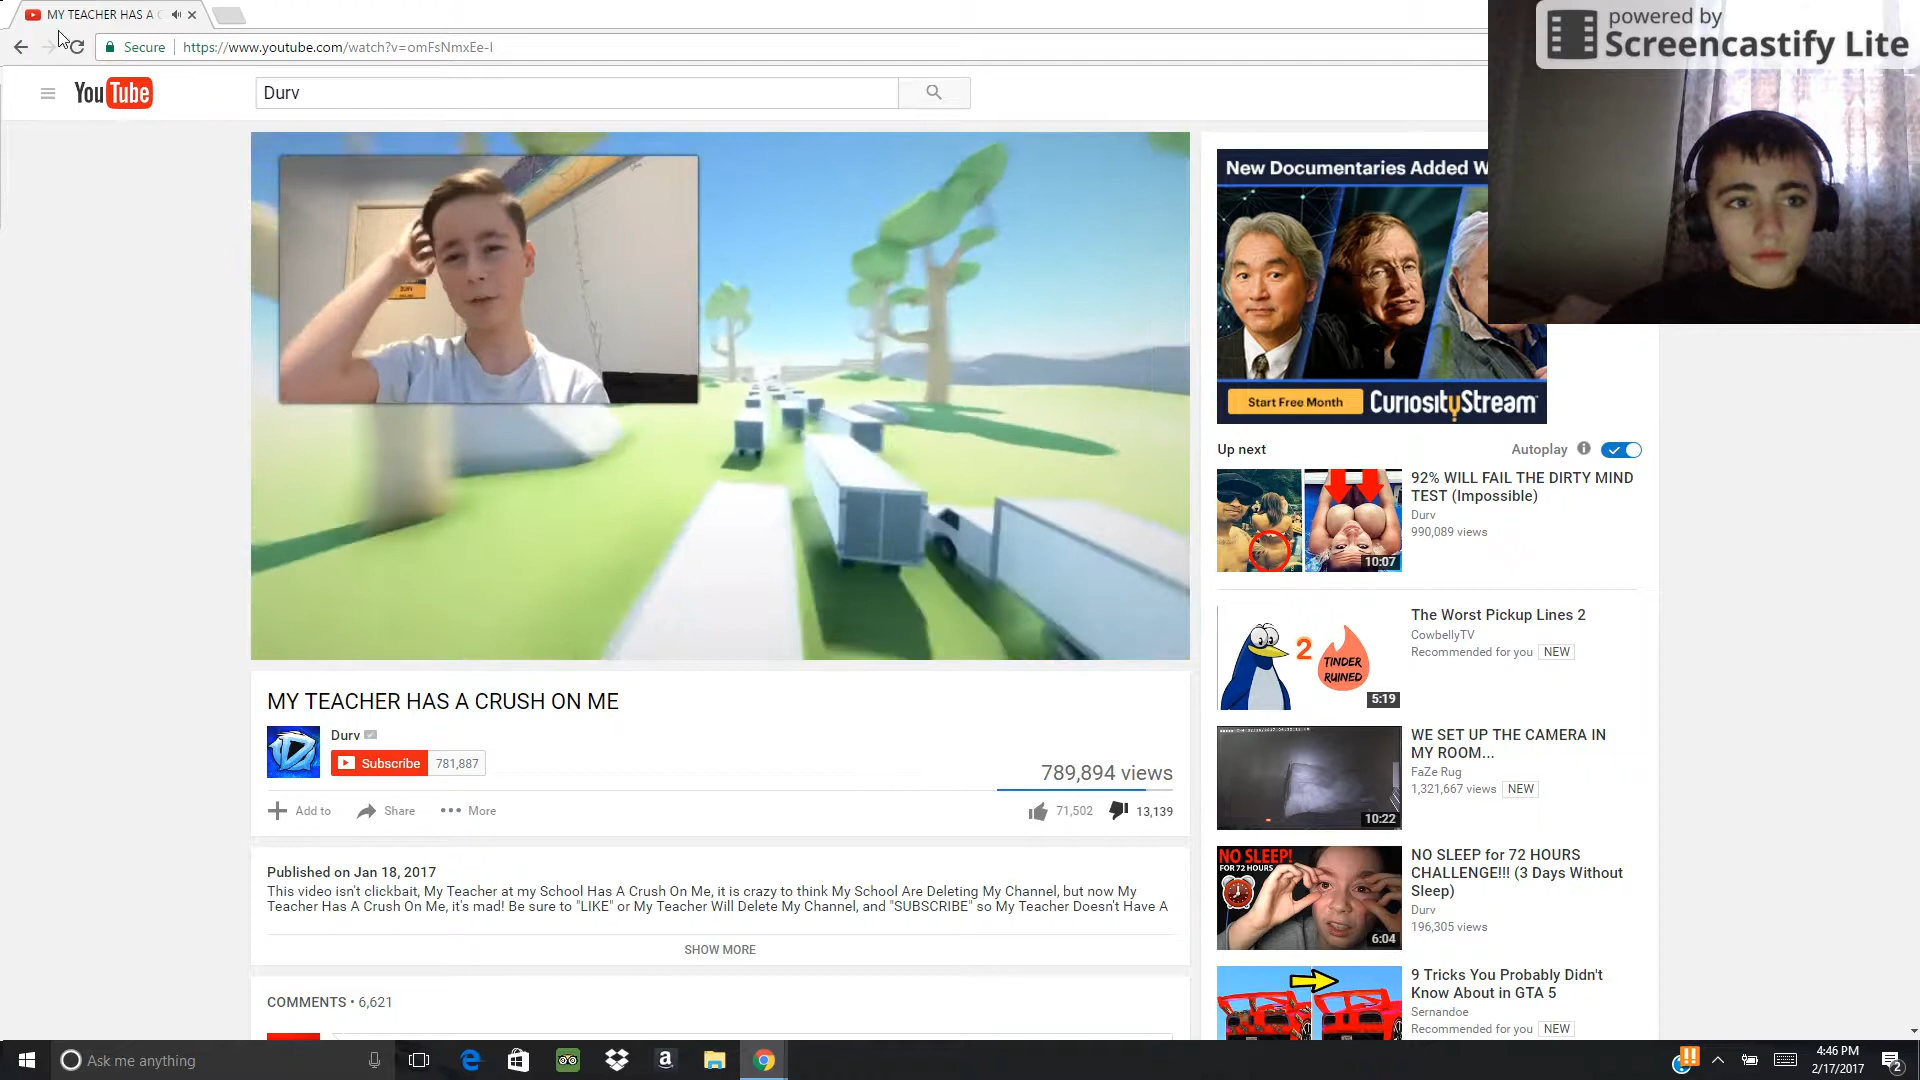 MY TEACHER HAS A C
powered by
Screencastify Lite
Secure
https://www.youtube.com/watch?v=omFsNmxEe-I
YouTube
Durv
New Documentaries Added W
Start Free Month
CuriosityStream
Up next
Autoplay
92% WILL FAIL THE DIRTY MIND
TEST (Impossible)
Durv
990,089 views
10:07
The Worst Pickup Lines 2
CowbellyTV
Recommended for you NEW
2
TINDER
RUINED
5:19
WE SET UP THE CAMERA IN
MY ROOM...
FaZe Rug
1,321,667 views NEW
10:22
NO SLEEP for 72 HOURS
CHALLENGE!!! (3 Days Without
Sleep)
Durv
196,305 views
NO SLEEP!
FOR 72 HOURS
6:04
9 Tricks You Probably Didn't
Know About in GTA 5
Sernandoe
Recommended for you NEW
MY TEACHER HAS A CRUSH ON ME
Durv
Subscribe 781,887
789,894 views
Add to Share More
71,502 13,139
Published on Jan 18, 2017
This video isn't clickbait, My Teacher at my School Has A Crush On Me, it is crazy to think My School Are Deleting My Channel, but now My
Teacher Has A Crush On Me, it's mad! Be sure to "LIKE" or My Teacher Will Delete My Channel, and "SUBSCRIBE" so My Teacher Doesn't Have A
SHOW MORE
COMMENTS • 6,621
Ask me anything
4:46 PM
2/17/2017
2